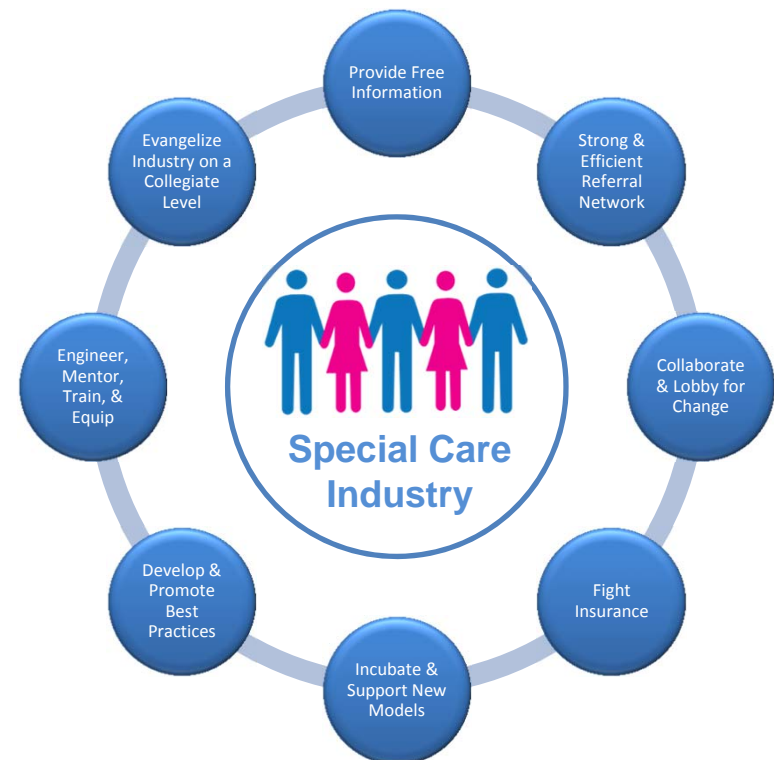 Provide Free
Information
Strong &
Efficient
Referral
Network
Collaborate
& Lobby for
Change
Fight
Insurance
Incubate &
Support New
Models
Develop &
Promote
Best
Practices
Engineer,
Mentor,
Train, &
Equip
Evangelize
Industry on a
Collegiate
Level
Special Care
Industry